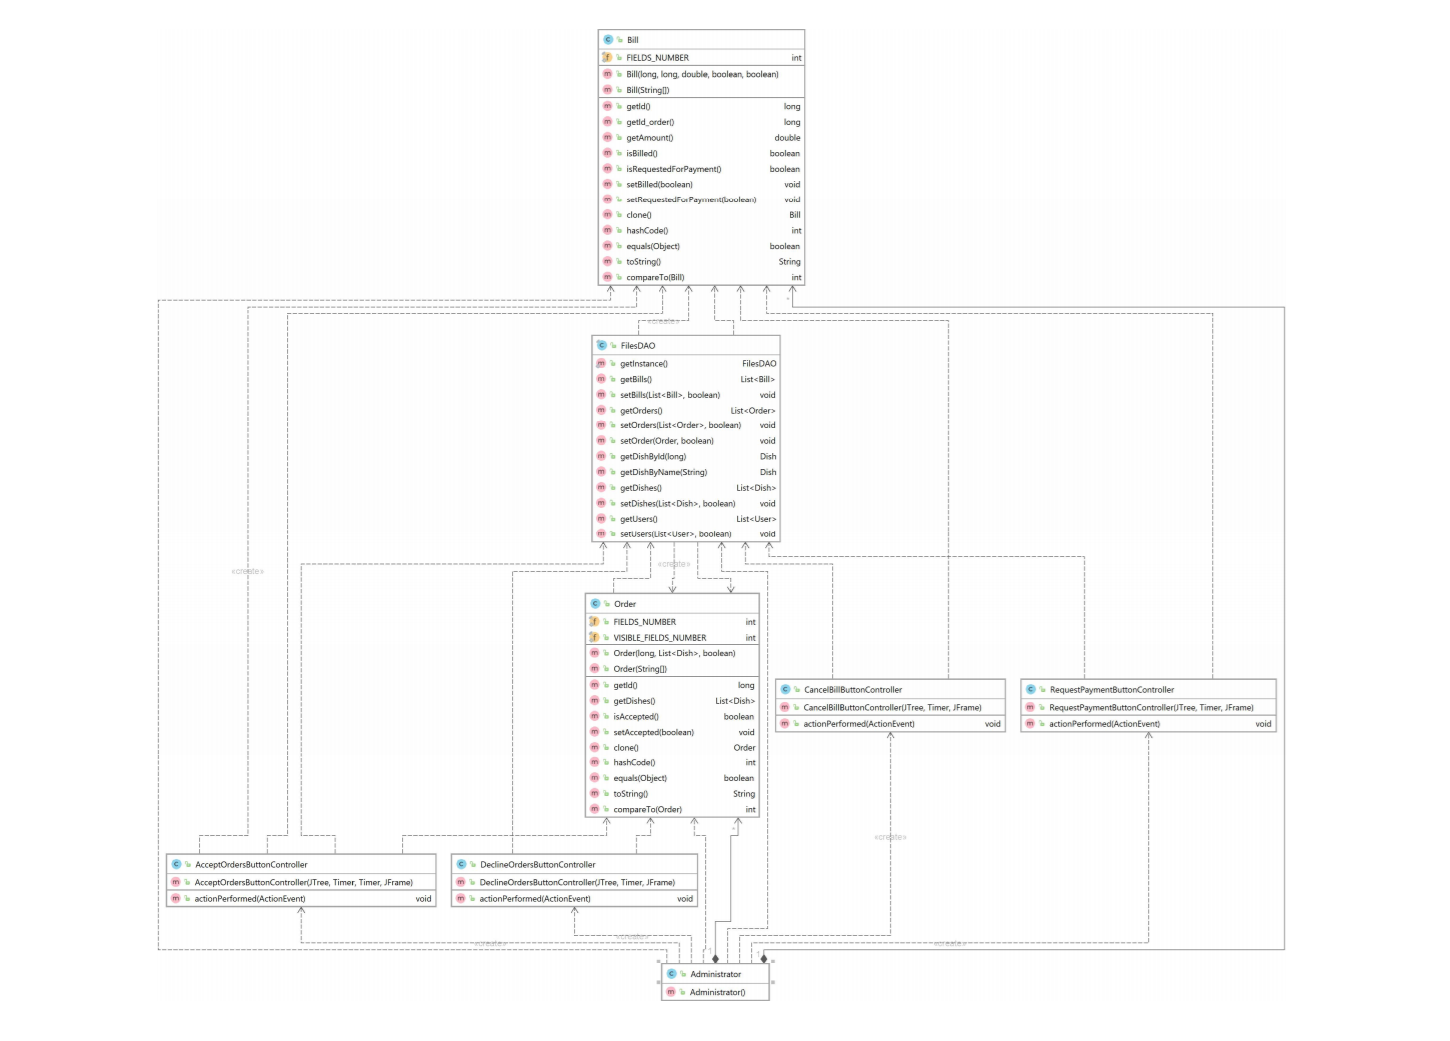 Bill
FIELDS_NUMBER int
Bill(long, long, double, boolean, boolean)
Bill(String[])
getId() long
getId_order() long
getAmount() double
isBilled() boolean
isRequestedForPayment() boolean
setBilled(boolean) void
setRequestedForPayment(boolean) void
clone() Bill
hashCode() int
equals(Object) boolean
toString() String
compareTo(Bill) int
«create»
FilesDAO
getInstance() FilesDAO
getBills() List<Bill>
setBills(List<Bill>, boolean) void
getOrders() List<Order>
setOrders(List<Order>, boolean) void
setOrder(Order, boolean) void
getDishById(long) Dish
getDishByName(String) Dish
getDishes() List<Dish>
setDishes(List<Dish>, boolean) void
getUsers() List<User>
setUsers(List<User>, boolean) void
«create»
«create»
Order
FIELDS_NUMBER int
VISIBLE_FIELDS_NUMBER int
Order(long, List<Dish>, boolean)
Order(String[])
getId() long
getDishes() List<Dish>
isAccepted() boolean
setAccepted(boolean) void
clone() Order
hashCode() int
equals(Object) boolean
toString() String
compareTo(Order) int
CancelBillButtonController
CancelBillButtonController(JTree, Timer, JFrame)
actionPerformed(ActionEvent) void
RequestPaymentButtonController
RequestPaymentButtonController(JTree, Timer, JFrame)
actionPerformed(ActionEvent) void
«create»
AcceptOrdersButtonController
AcceptOrdersButtonController(JTree, Timer, Timer, JFrame)
actionPerformed(ActionEvent) void
DeclineOrdersButtonController
DeclineOrdersButtonController(JTree, Timer, JFrame)
actionPerformed(ActionEvent) void
«create»
«create»
«create»
Administrator
Administrator()